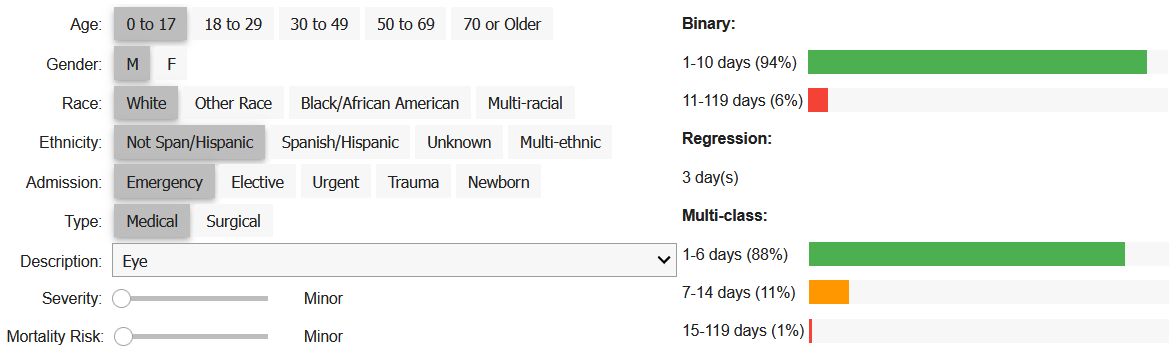 Age: 0 to 17 18 to 29 30 to 49 50 to 69 70 or Older
Gender: M F
Race: White Other Race Black/African American Multi-racial
Ethnicity: Not Span/Hispanic Spanish/Hispanic Unknown Multi-ethnic
Admission: Emergency Elective Urgent Trauma Newborn
Type: Medical Surgical
Description: Eye
Severity: Minor
Mortality Risk: Minor
Binary:
1-10 days (94%)
11-119 days (6%)
Regression:
3 day(s)
Multi-class:
1-6 days (88%)
7-14 days (11%)
15-119 days (1%)